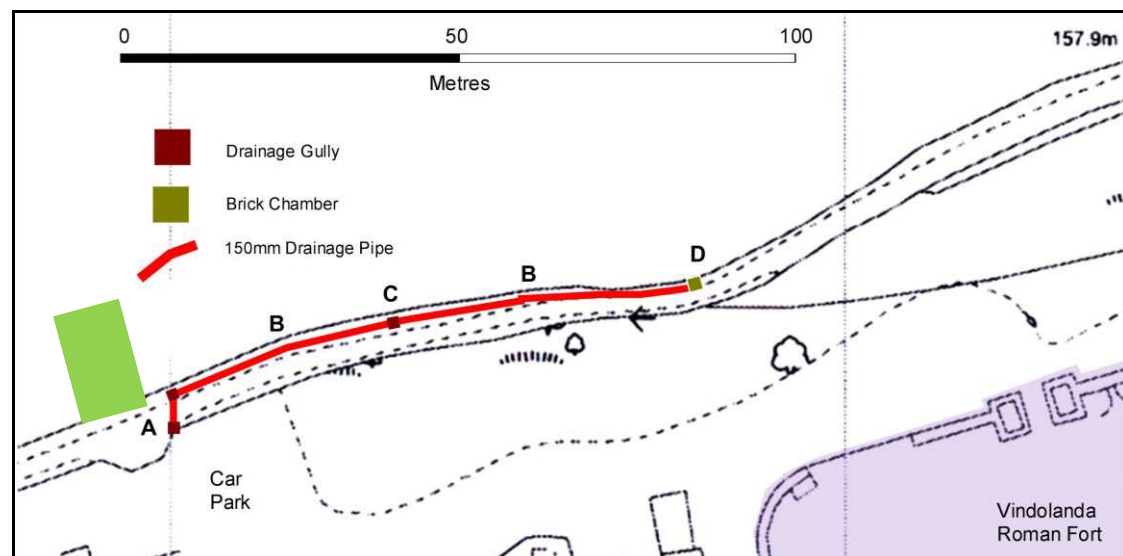 0 50 100
Metres
157.9m
Drainage Gully
Brick Chamber
150mm Drainage Pipe
D
B
C
B
A
Car
Park
Vindolanda
Roman Fort